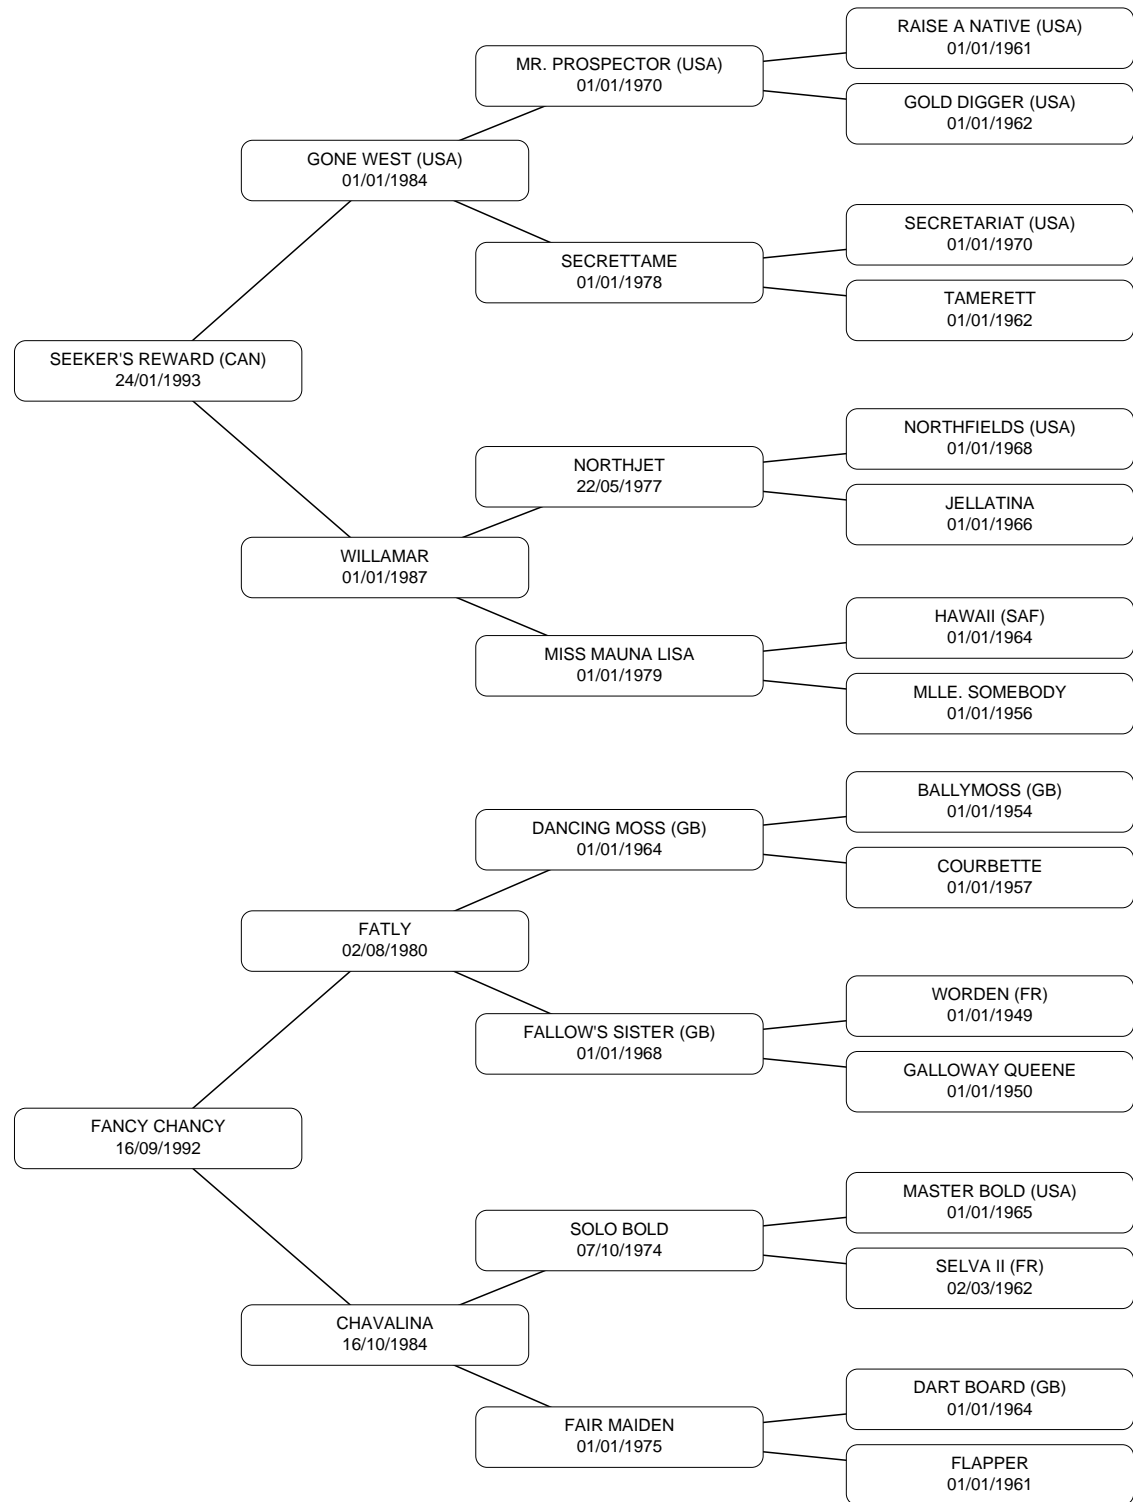 RAISE A NATIVE (USA)
01/01/1961
MR. PROSPECTOR (USA)
01/01/1970
GOLD DIGGER (USA)
01/01/1962
GONE WEST (USA)
01/01/1984
SECRETARIAT (USA)
01/01/1970
SECRETTAME
01/01/1978
TAMERETT
01/01/1962
SEEKER'S REWARD (CAN)
24/01/1993
NORTHFIELDS (USA)
01/01/1968
NORTHJET
22/05/1977
JELLATINA
01/01/1966
WILLAMAR
01/01/1987
HAWAII (SAF)
01/01/1964
MISS MAUNA LISA
01/01/1979
MLLE. SOMEBODY
01/01/1956
BALLYMOSS (GB)
01/01/1954
DANCING MOSS (GB)
01/01/1964
COURBETTE
01/01/1957
FATLY
02/08/1980
WORDEN (FR)
01/01/1949
FALLOW'S SISTER (GB)
01/01/1968
GALLOWAY QUEENE
01/01/1950
FANCY CHANCY
16/09/1992
MASTER BOLD (USA)
01/01/1965
SOLO BOLD
07/10/1974
SELVA II (FR)
02/03/1962
CHAVALINA
16/10/1984
DART BOARD (GB)
01/01/1964
FAIR MAIDEN
01/01/1975
FLAPPER
01/01/1961